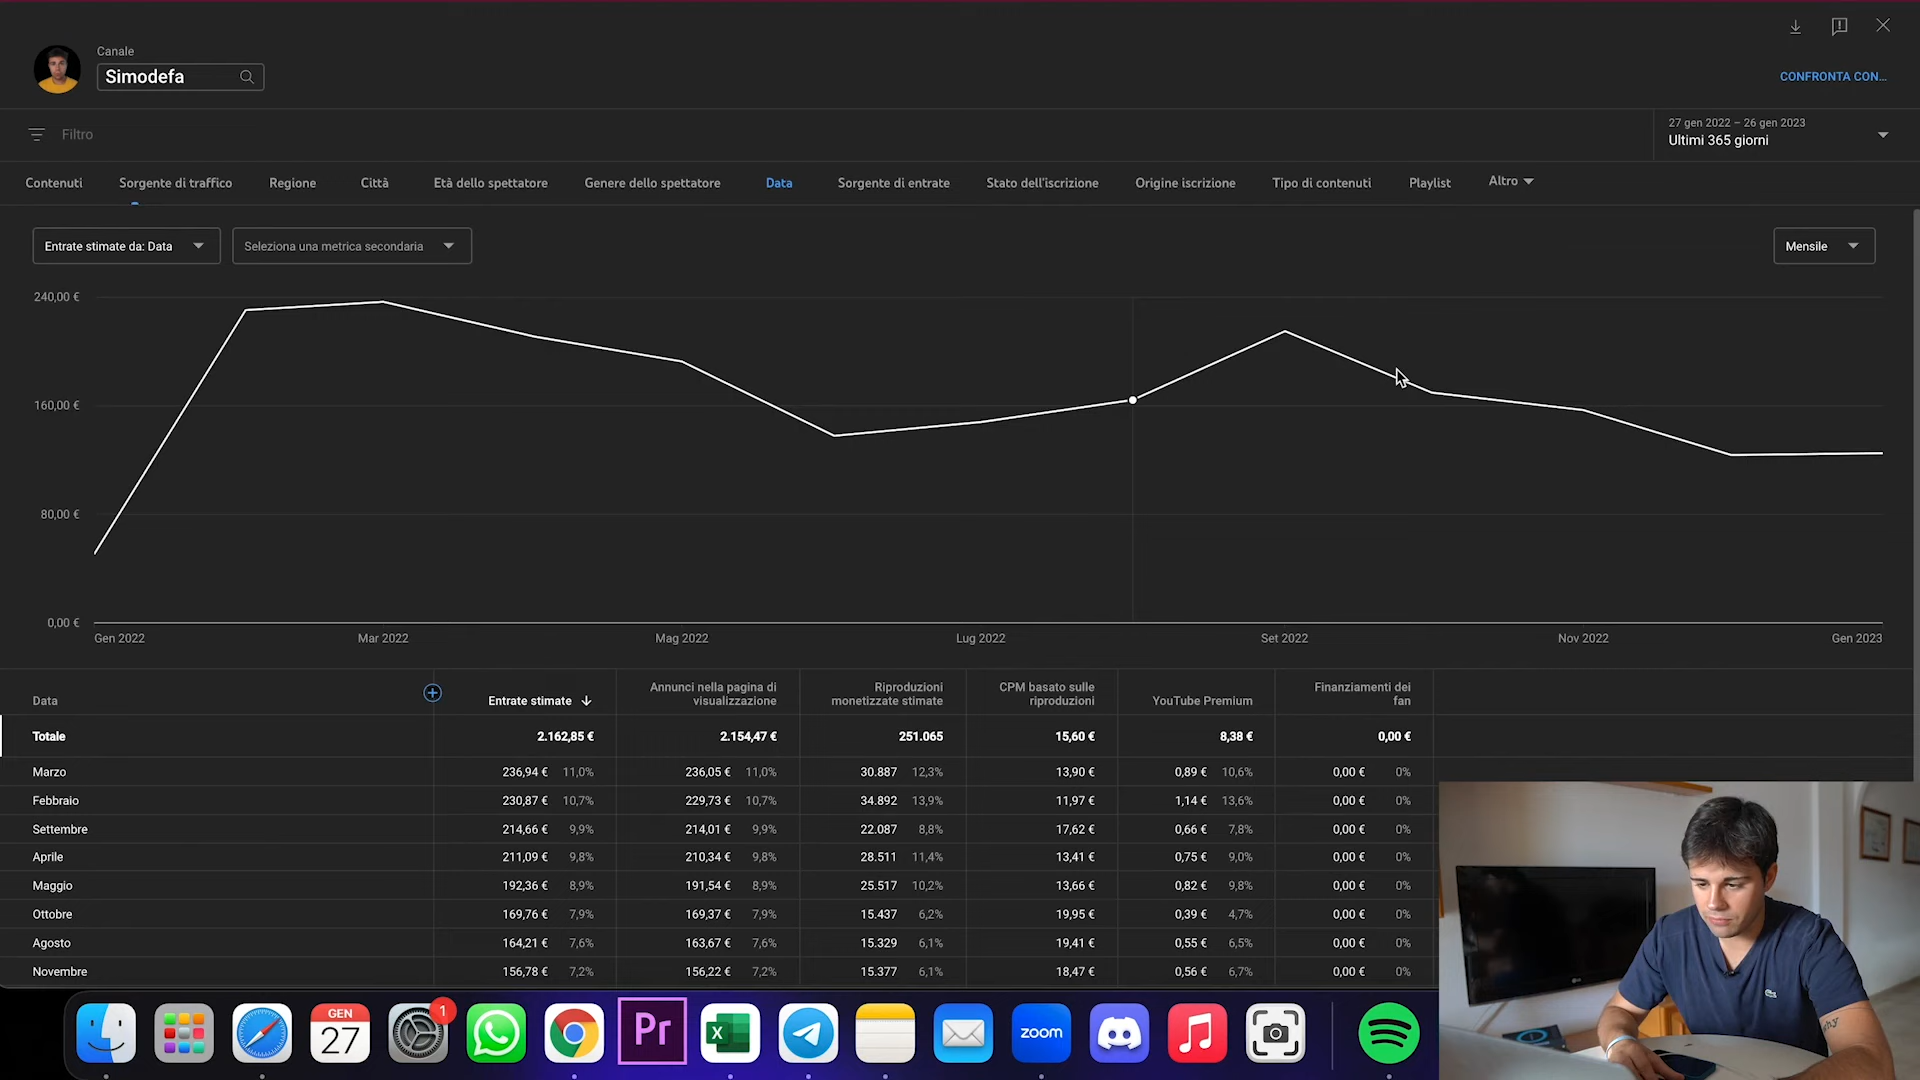 Canale
Simodefa
CONFRONTA CON...
Filtro
27 gen 2022 – 26 gen 2023
Ultimi 365 giorni
Contenuti Sorgente di traffico Regione Città Età dello spettatore Genere dello spettatore Data Sorgente di entrate Stato dell'iscrizione Origine iscrizione Tipo di contenuti Playlist Altro
Entrate stimate da: Data Seleziona una metrica secondaria Mensile
240,00 €
160,00 €
80,00 €
0,00 €
Gen 2022 Mar 2022 Mag 2022 Lug 2022 Set 2022 Nov 2022 Gen 2023
Data Entrate stimate Annunci nella pagina di visualizzazione Riproduzioni monetizzate stimate CPM basato sulle riproduzioni YouTube Premium Finanziamenti dei fan
Totale 2.162,85 € 2.154,47 € 251.065 15,60 € 8,38 € 0,00 €
Marzo 236,94 € 11,0% 236,05 € 11,0% 30.887 12,3% 13,90 € 0,89 € 10,6% 0,00 € 0%
Febbraio 230,87 € 10,7% 229,73 € 10,7% 34.892 13,9% 11,97 € 1,14 € 13,6% 0,00 € 0%
Settembre 214,66 € 9,9% 214,01 € 9,9% 22.087 8,8% 17,62 € 0,66 € 7,8% 0,00 € 0%
Aprile 211,09 € 9,8% 210,34 € 9,8% 28.511 11,4% 13,41 € 0,75 € 9,0% 0,00 € 0%
Maggio 192,36 € 8,9% 191,54 € 8,9% 25.517 10,2% 13,66 € 0,82 € 9,8% 0,00 € 0%
Ottobre 169,76 € 7,9% 169,37 € 7,9% 15.437 6,2% 19,95 € 0,39 € 4,7% 0,00 € 0%
Agosto 164,21 € 7,6% 163,67 € 7,6% 15.329 6,1% 19,41 € 0,55 € 6,5% 0,00 € 0%
Novembre 156,78 € 7,2% 156,22 € 7,2% 15.377 6,1% 18,47 € 0,56 € 6,7% 0,00 € 0%
GEN
27
1
Pr
X
zoom
LG